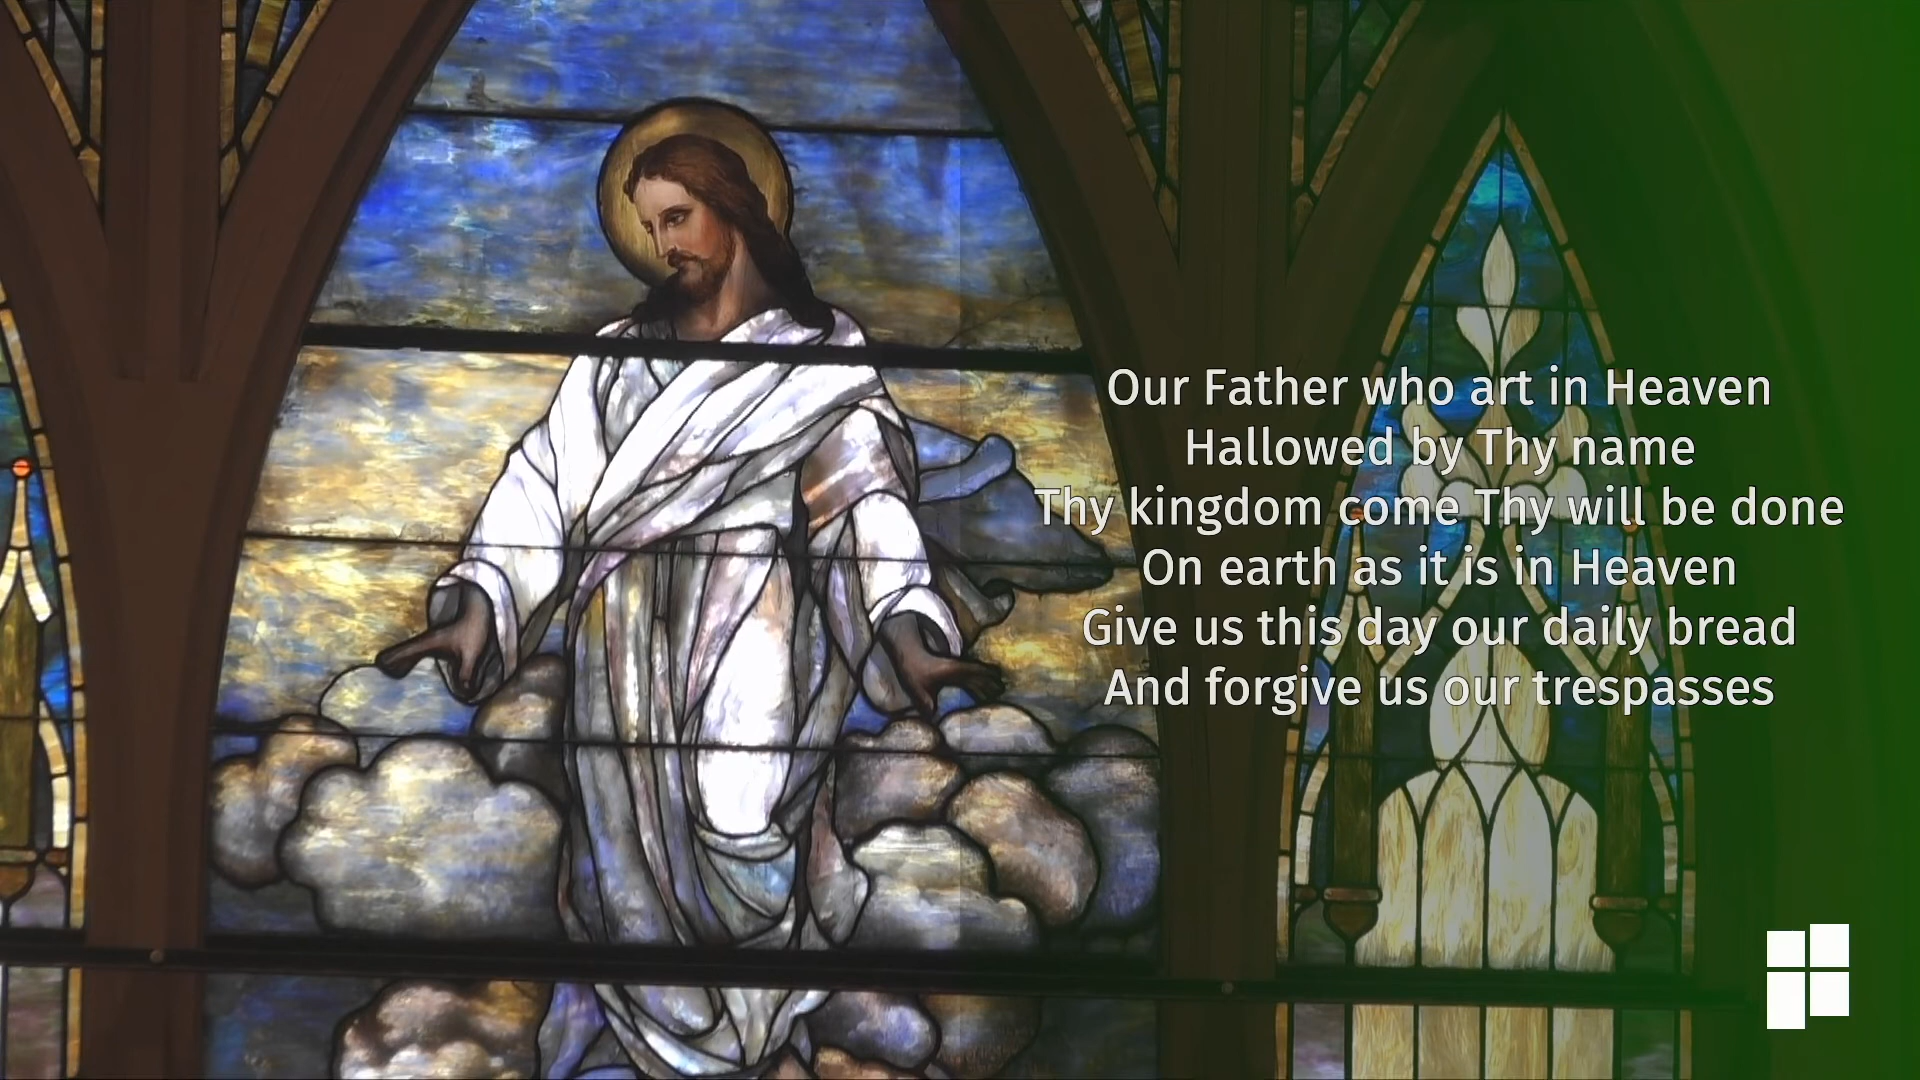 Our Father who art in Heaven
Hallowed by Thy name
Thy kingdom come Thy will be done
On earth as it is in Heaven
Give us this day our daily bread
And forgive us our trespasses